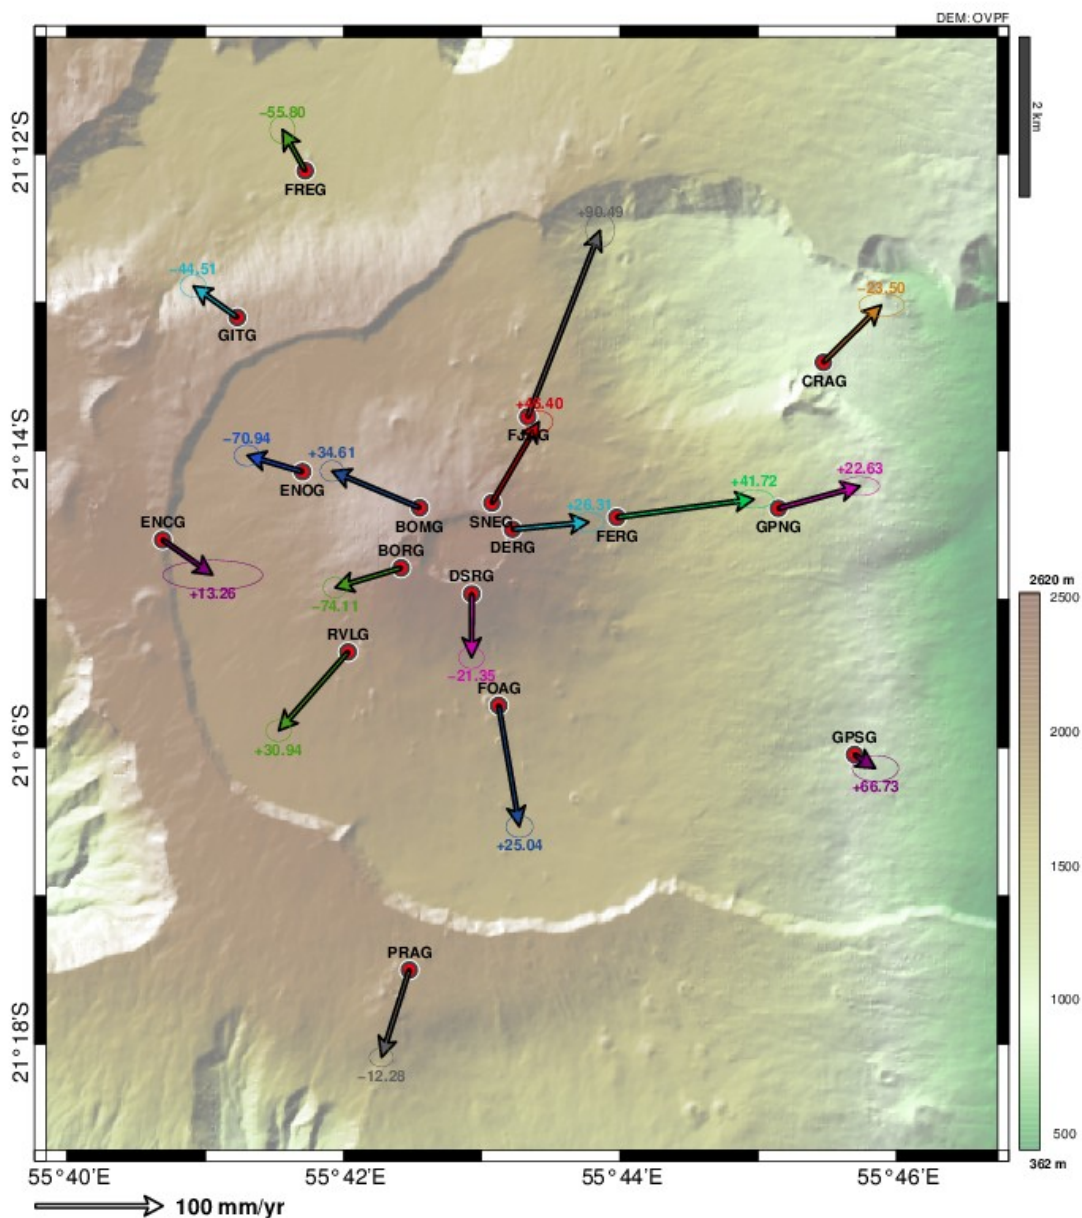 DEM: OVPF
2 km
21°12'S
21°14'S
21°16'S
21°18'S
−55.80
FREG
+90.49
−44.51
GITG
−23.50
CRAG
+46.40
−70.94
+34.61
ENOG
BOMG
SNEG
+26.31
DERG
+41.72
FERG
+22.63
GPNG
ENCG
+13.26
BORG
−74.11
DSRG
−21.35
RVLG
+30.94
FOAG
+25.04
GPSG
+66.73
PRAG
−12.28
2620 m
2500
2000
1500
1000
500
362 m
55°40'E
55°42'E
55°44'E
55°46'E
100 mm/yr